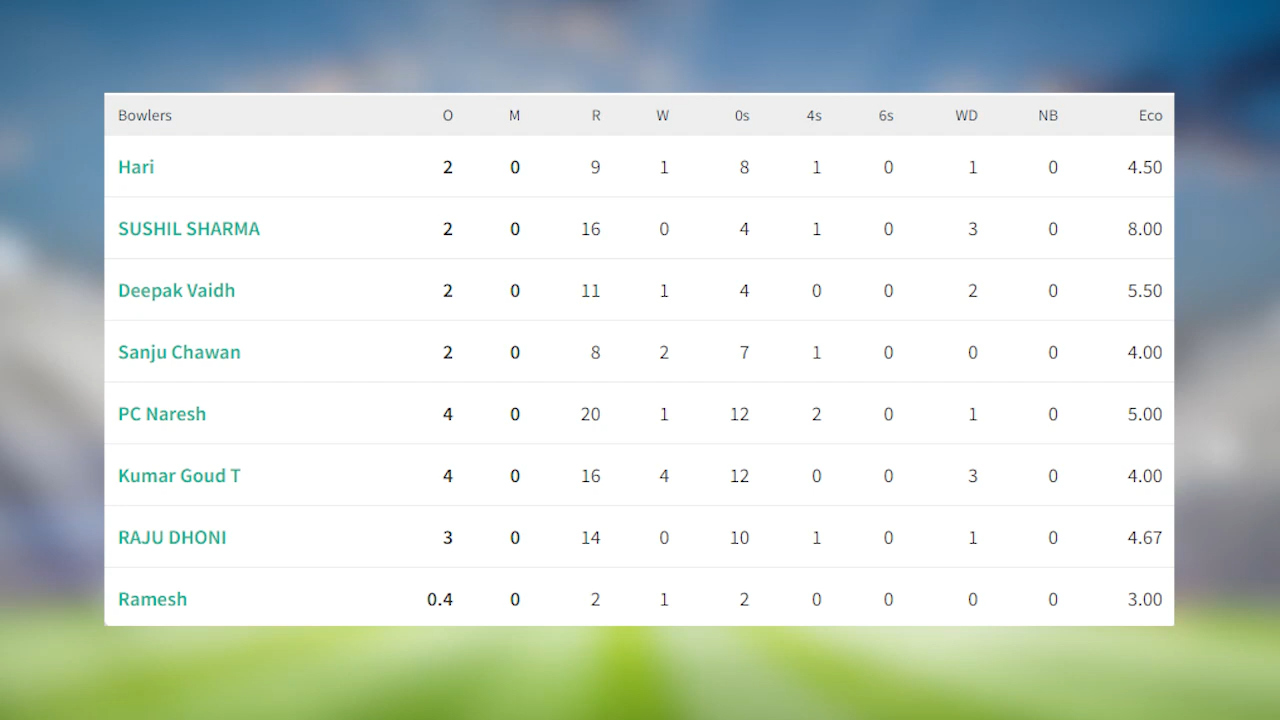 Bowlers O M R W 0s 4s 6s WD NB Eco
Hari 2 0 9 1 8 1 0 1 0 4.50
SUSHIL SHARMA 2 0 16 0 4 1 0 3 0 8.00
Deepak Vaidh 2 0 11 1 4 0 0 2 0 5.50
Sanju Chawan 2 0 8 2 7 1 0 0 0 4.00
PC Naresh 4 0 20 1 12 2 0 1 0 5.00
Kumar Goud T 4 0 16 4 12 0 0 3 0 4.00
RAJU DHONI 3 0 14 0 10 1 0 1 0 4.67
Ramesh 0.4 0 2 1 2 0 0 0 0 3.00